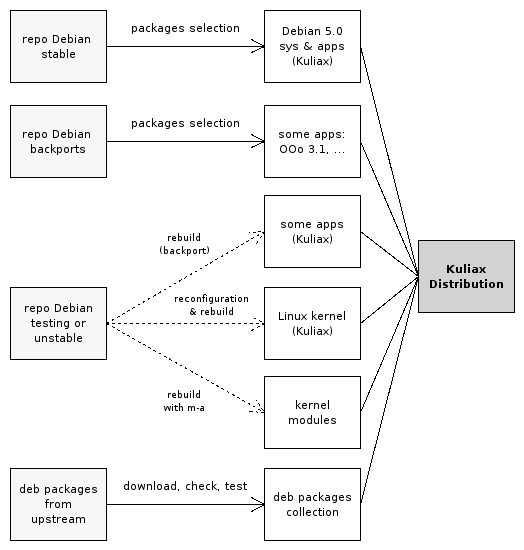 repo Debian
stable
packages selection
Debian 5.0
sys & apps
(Kuliax)
repo Debian
backports
packages selection
some apps:
OOo 3.1, ...
some apps
(Kuliax)
rebuild
(backport)
Kuliax
Distribution
repo Debian
testing or
unstable
reconfiguration
& rebuild
Linux kernel
(Kuliax)
rebuild
with m-a
kernel
modules
deb packages
from
upstream
download, check, test
deb packages
collection